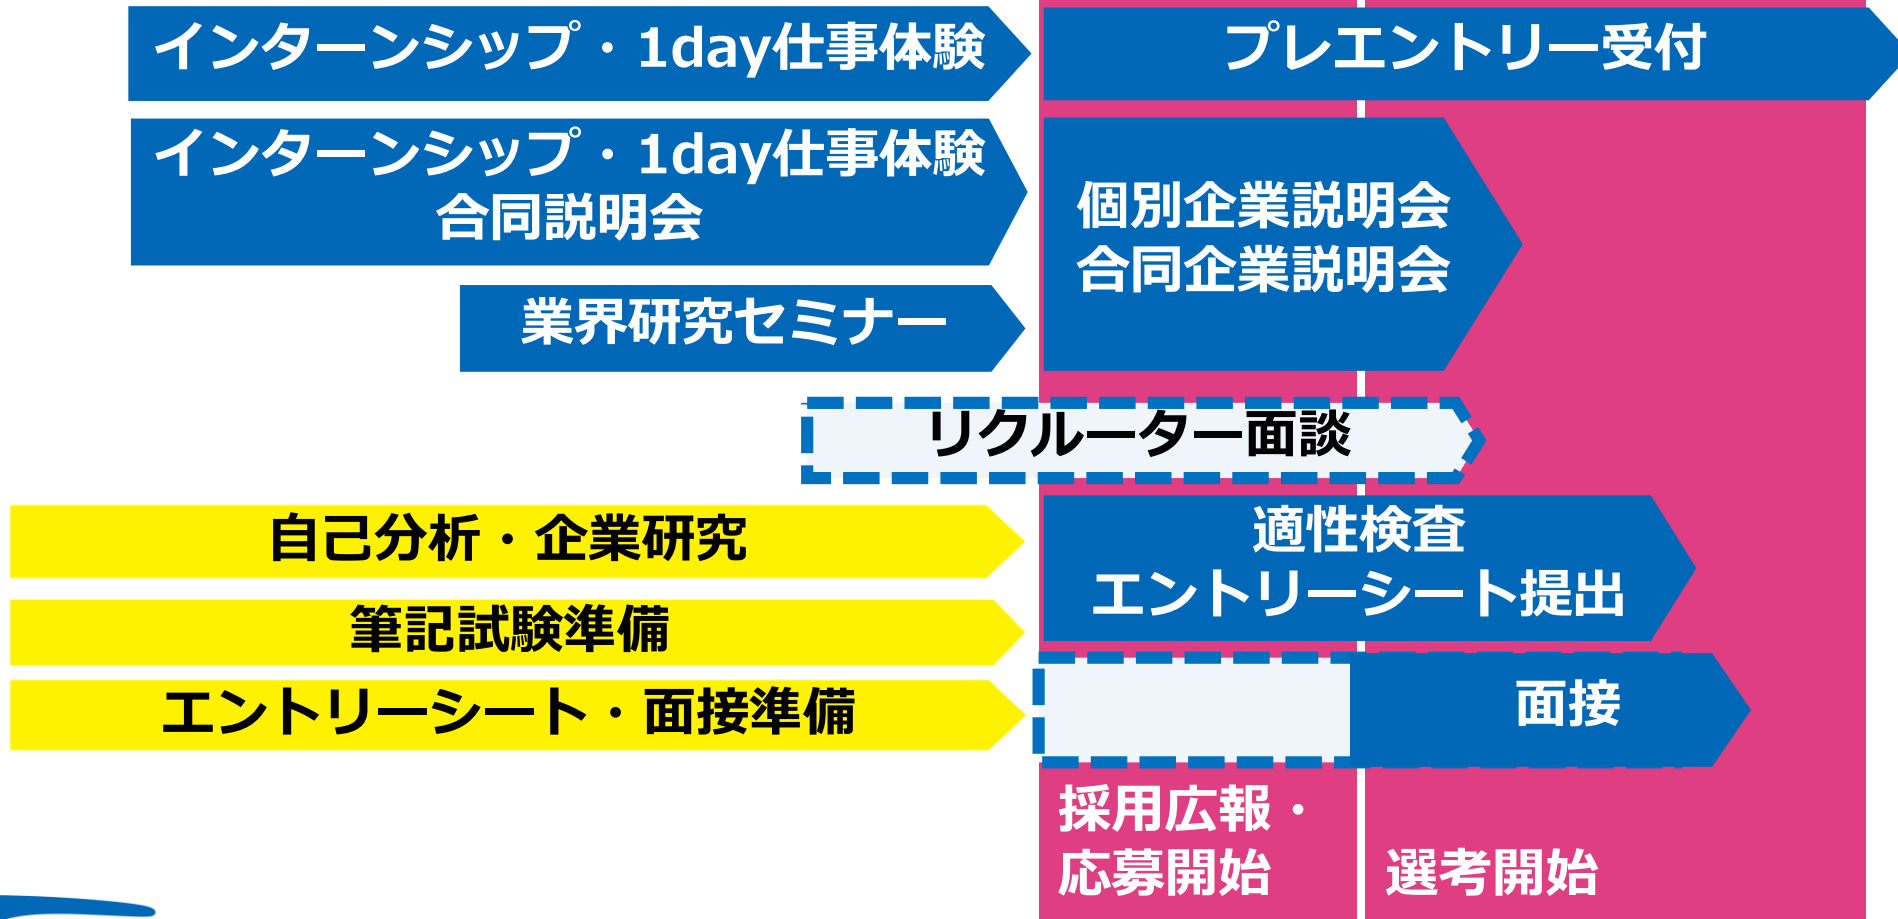 インターンシップ・1day仕事体験
プレエントリー受付
インターンシップ・1day仕事体験
合同説明会
個別企業説明会
合同企業説明会
業界研究セミナー
リクルーター面談
自己分析・企業研究
適性検査
エントリーシート提出
筆記試験準備
エントリーシート・面接準備
面接
採用広報・
応募開始
選考開始